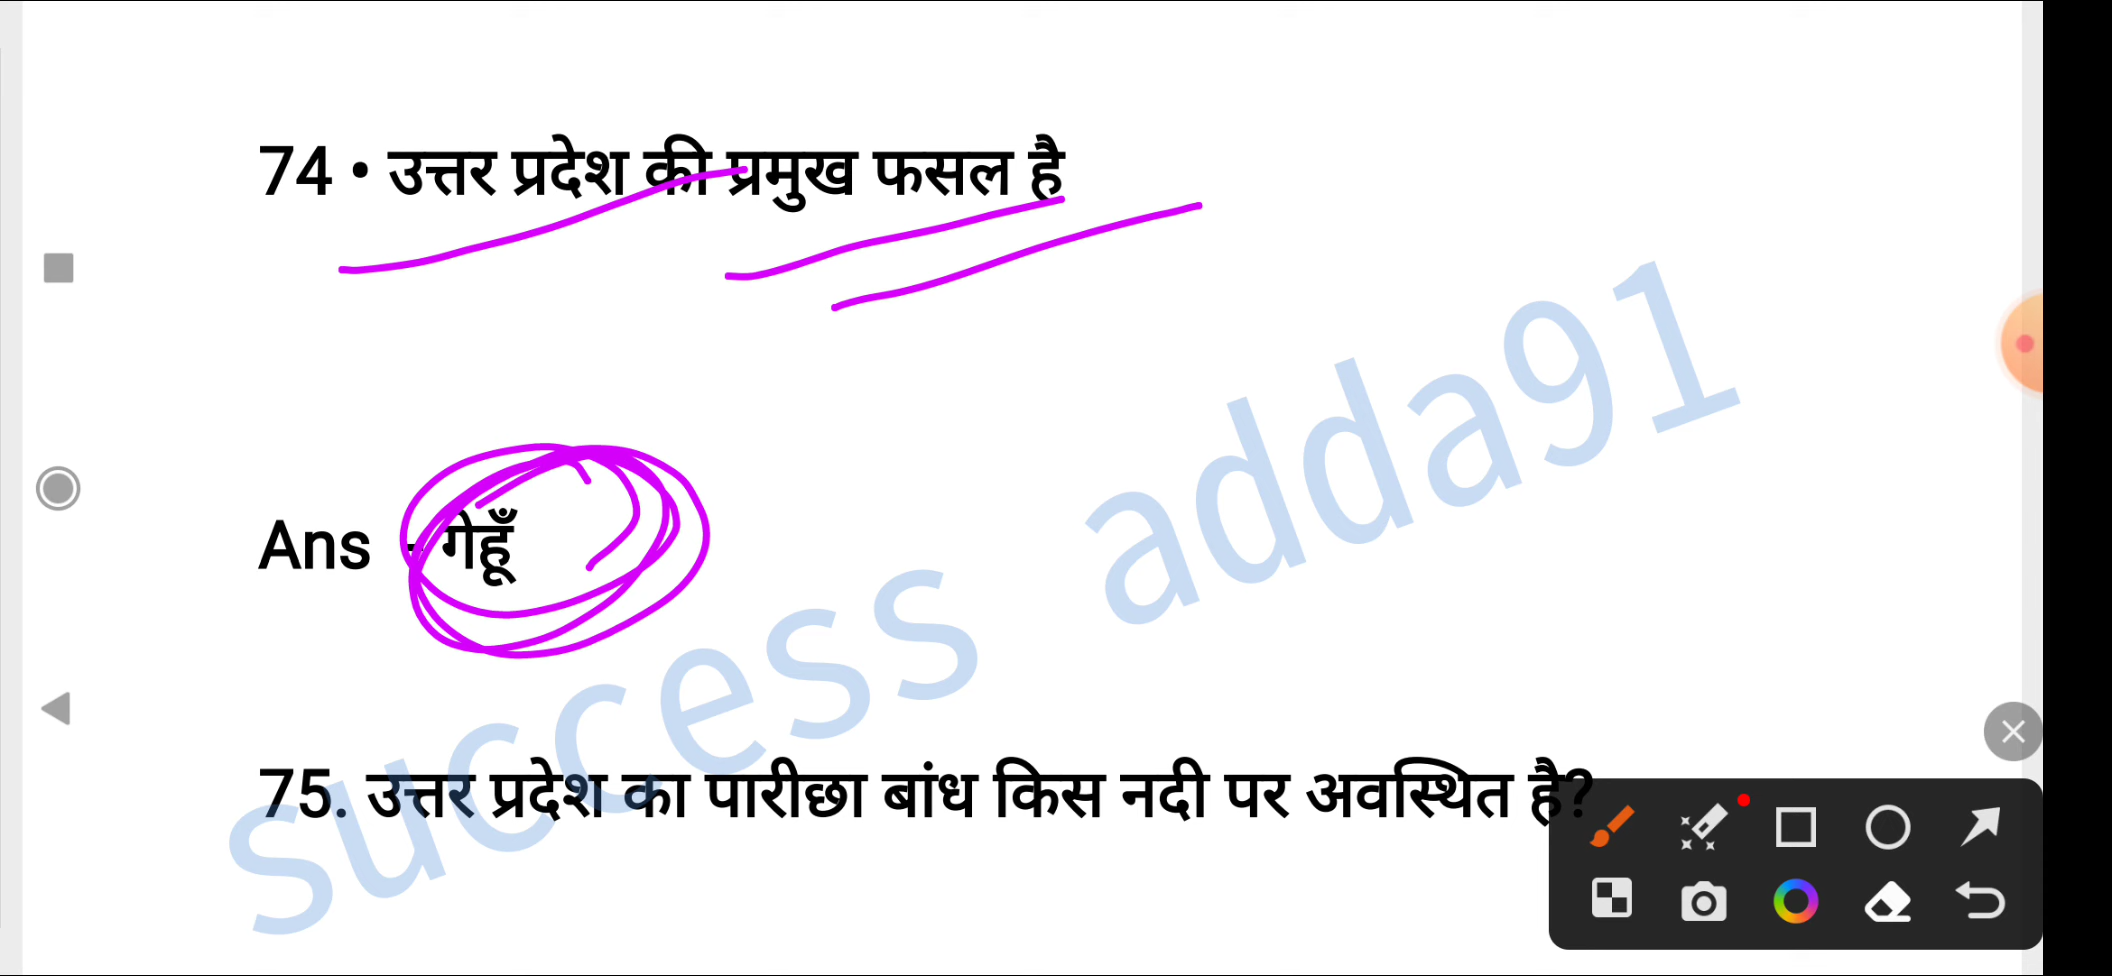 74 • उत्तर प्रदेश की प्रमुख फसल है
Ans - गेहूँ
success adda91
75. उत्तर प्रदेश का पारीछा बांध किस नदी पर अवस्थित है?